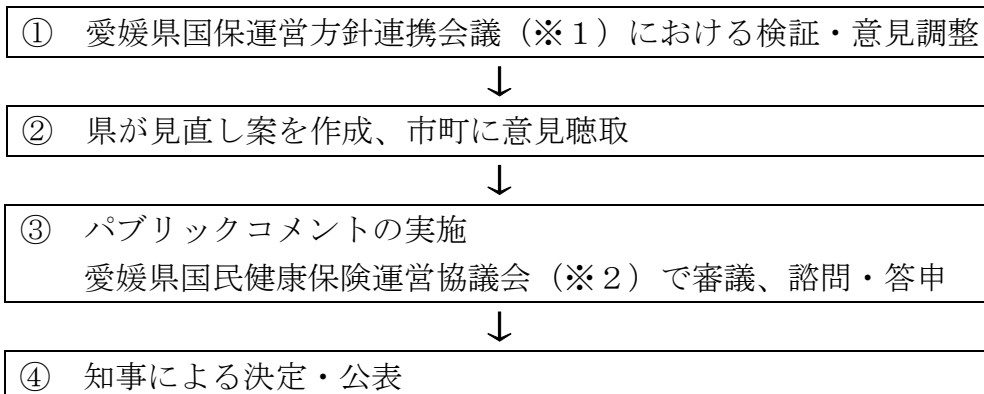 ① 愛媛県国保運営方針連携会議（※１）における検証・意見調整
↓
② 県が見直し案を作成、市町に意見聴取
↓
③ パブリックコメントの実施
愛媛県国民健康保険運営協議会（※２）で審議、諮問・答申
↓
④ 知事による決定・公表